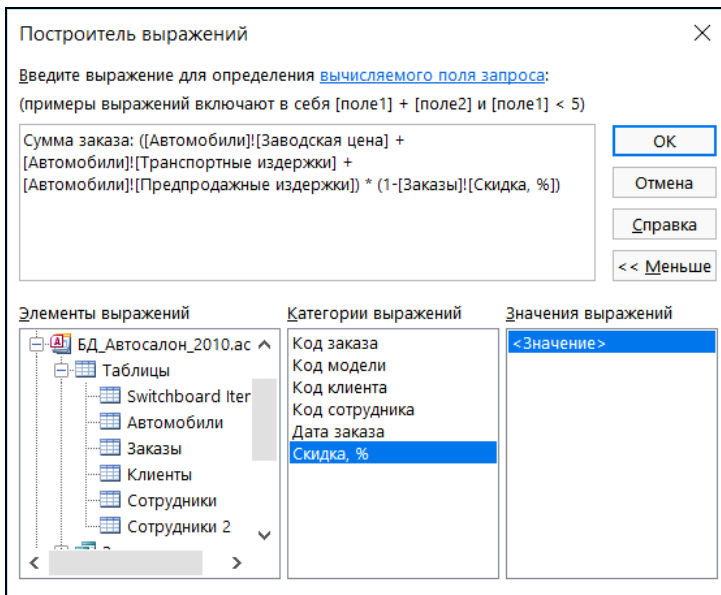 Построитель выражений
Введите выражение для определения вычисляемого поля запроса:
(примеры выражений включают в себя [поле1] + [поле2] и [поле1] < 5)
Сумма заказа: ([Автомобили]![Заводская цена] +
[Автомобили]![Транспортные издержки] +
[Автомобили]![Предпродажные издержки]) * (1-[Заказы]![Скидка, %])
ОК
Отмена
Справка
<< Меньше
Элементы выражений
БД_Автосалон_2010.ac
Таблицы
Switchboard Iter
Автомобили
Заказы
Клиенты
Сотрудники
Сотрудники 2
Категории выражений
Код заказа
Код модели
Код клиента
Код сотрудника
Дата заказа
Скидка, %
Значения выражений
<Значение>